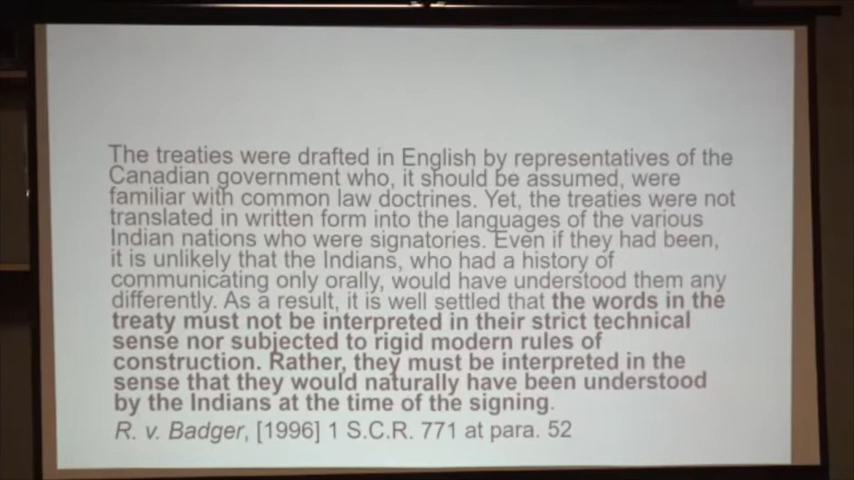 The treaties were drafted in English by representatives of the
Canadian government who, it should be assumed, were
familiar with common law doctrines. Yet, the treaties were not
translated in written form into the languages of the various
Indian nations who were signatories. Even if they had been,
it is unlikely that the Indians, who had a history of
communicating only orally, would have understood them any
differently. As a result, it is well settled that the words in the
treaty must not be interpreted in their strict technical
sense nor subjected to rigid modern rules of
construction. Rather, they must be interpreted in the
sense that they would naturally have been understood
by the Indians at the time of the signing.
R. v. Badger, [1996] 1 S.C.R. 771 at para. 52